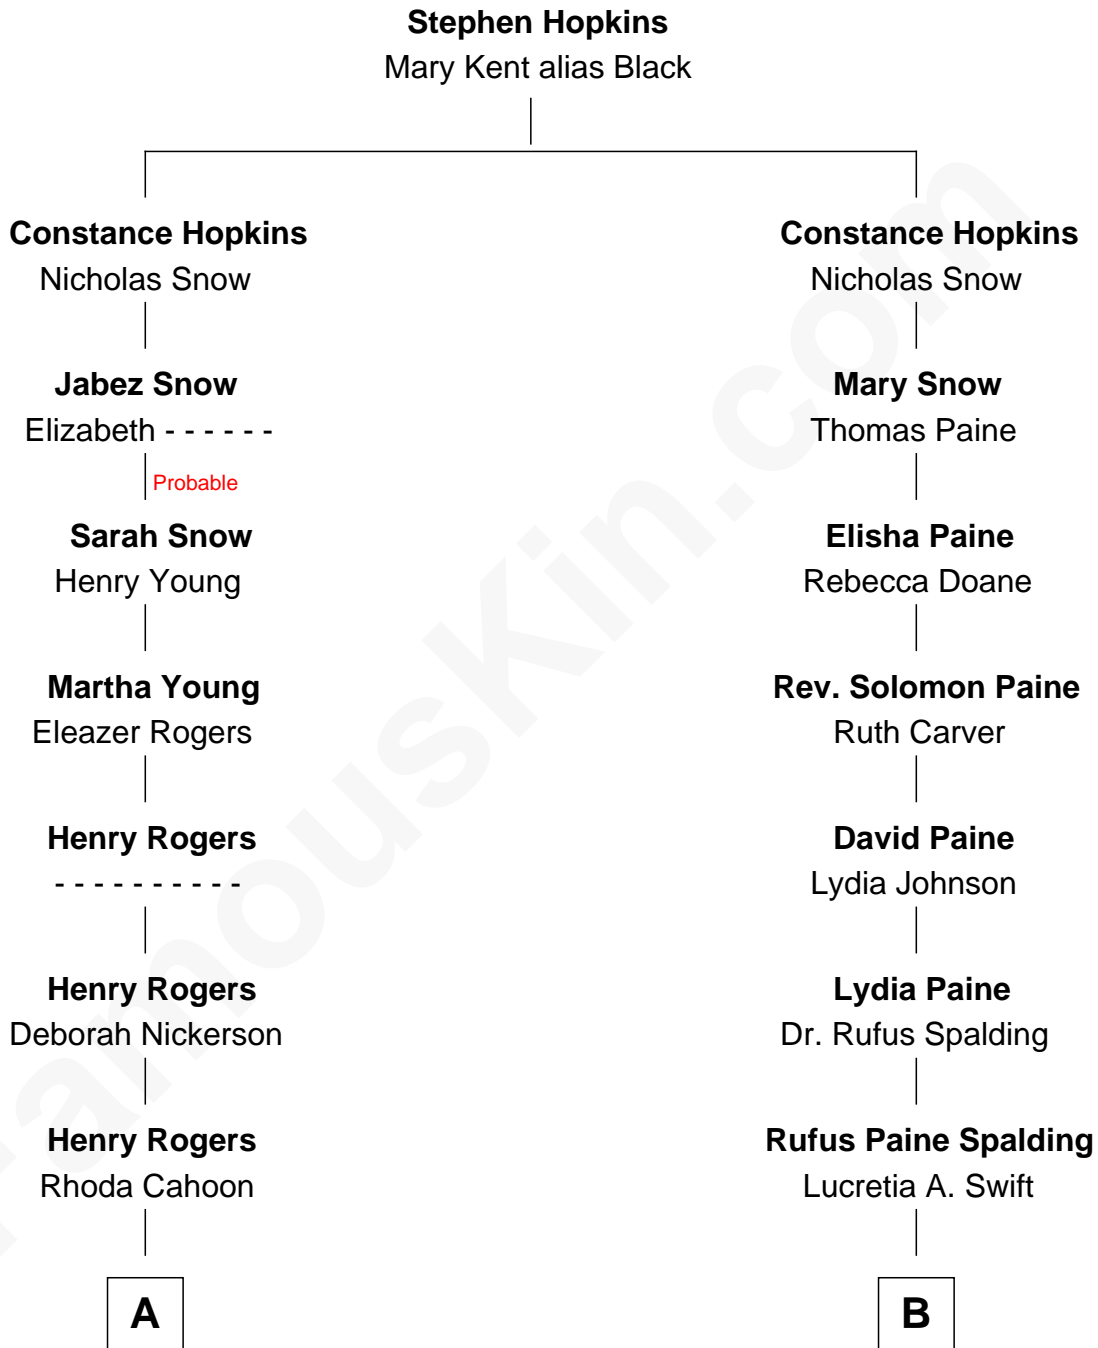 Stephen Hopkins
Mary Kent alias Black
Constance Hopkins
Nicholas Snow
Jabez Snow
Elizabeth - - - - - -
Probable
Sarah Snow
Henry Young
Martha Young
Eleazer Rogers
Henry Rogers
- - - - - - - - - -
Henry Rogers
Deborah Nickerson
Henry Rogers
Rhoda Cahoon
A
Constance Hopkins
Nicholas Snow
Mary Snow
Thomas Paine
Elisha Paine
Rebecca Doane
Rev. Solomon Paine
Ruth Carver
David Paine
Lydia Johnson
Lydia Paine
Dr. Rufus Spalding
Rufus Paine Spalding
Lucretia A. Swift
B
FamousKin.com